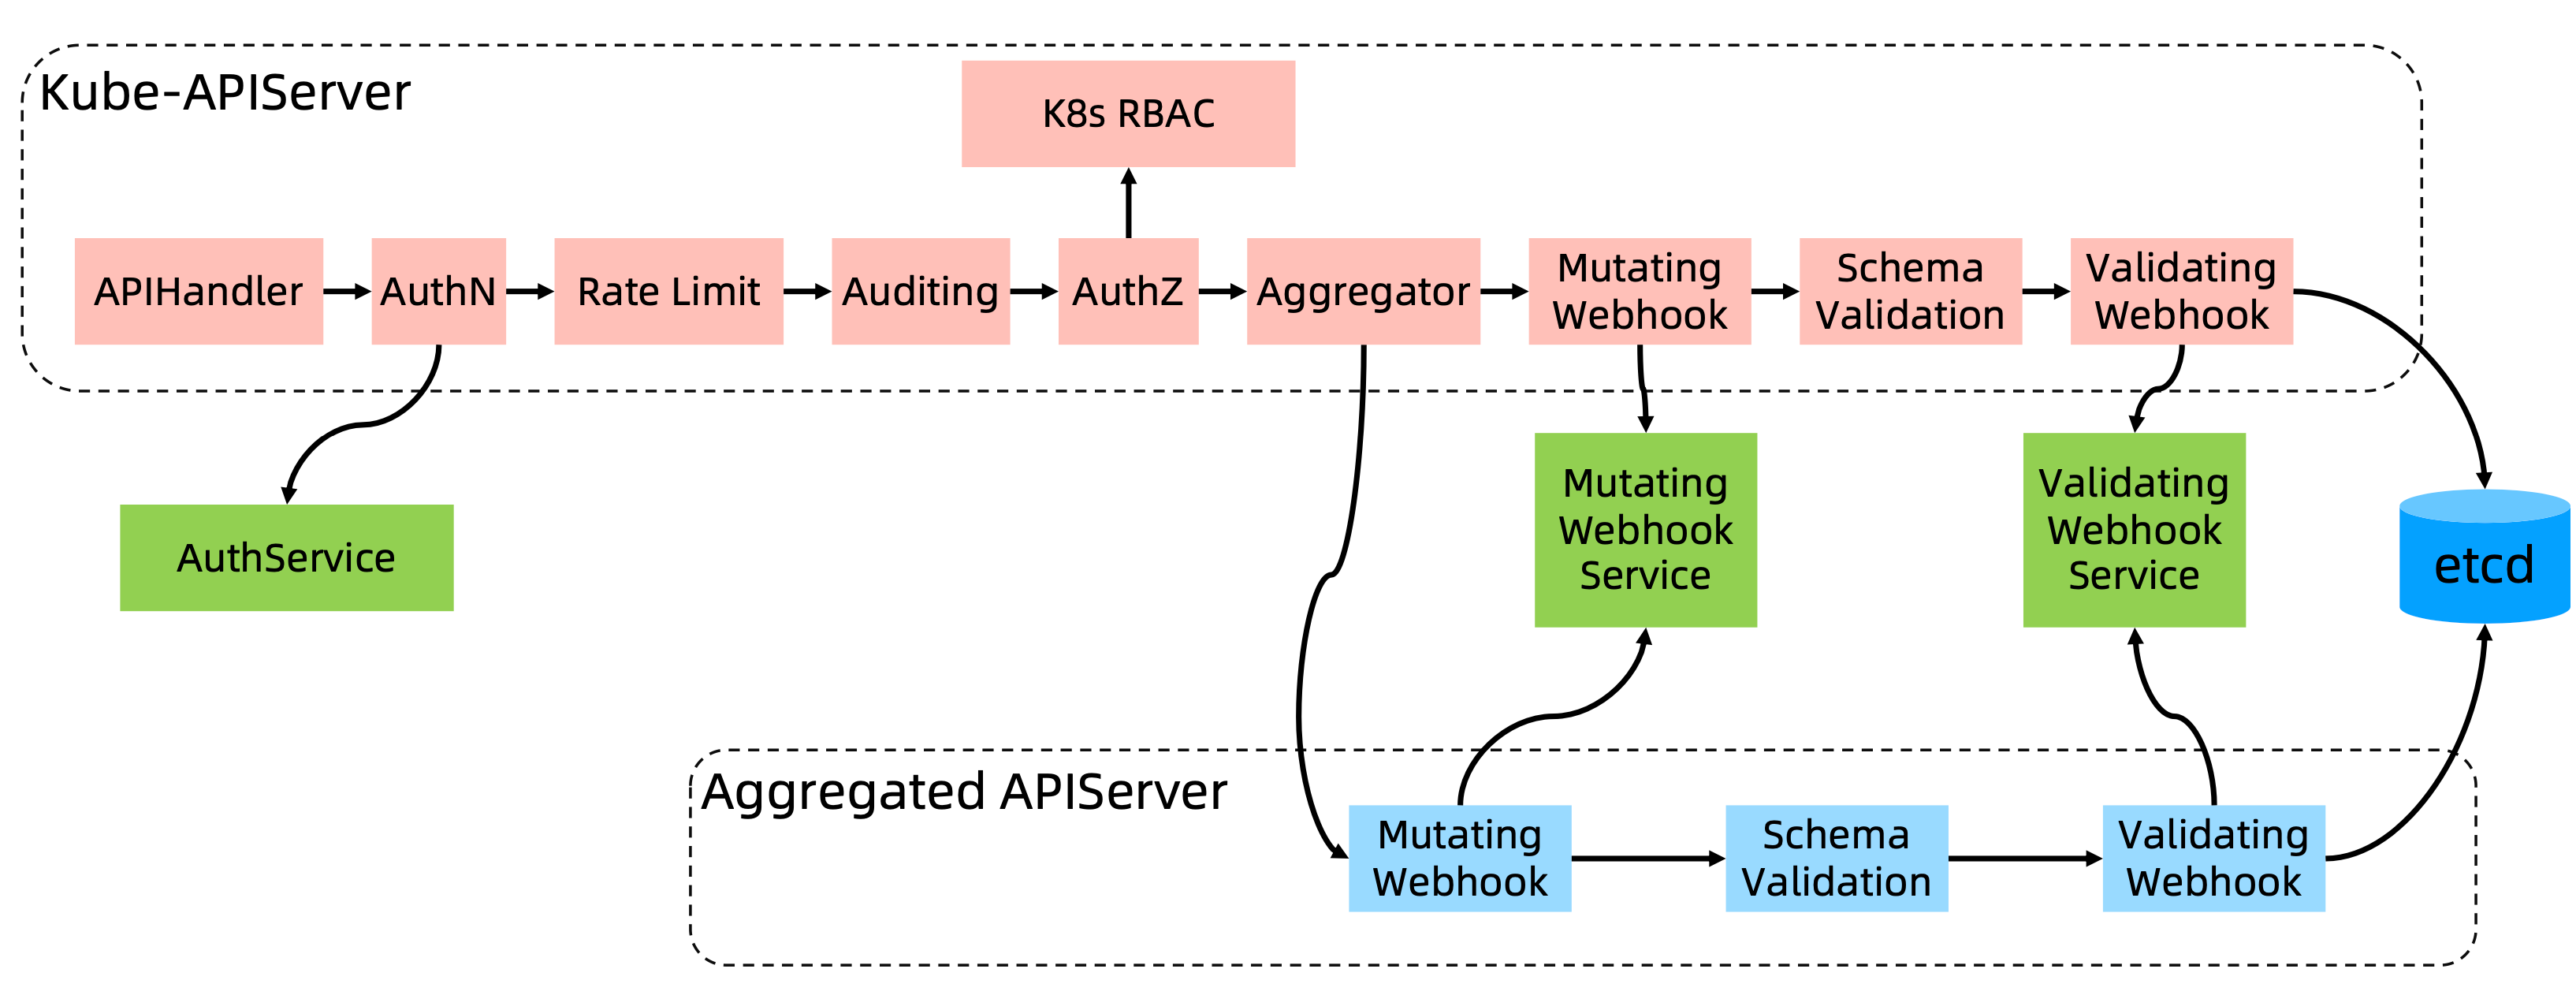 Kube-APIServer
K8s RBAC
APIHandler
AuthN
Rate Limit
Auditing
AuthZ
Aggregator
Mutating
Webhook
Schema
Validation
Validating
Webhook
AuthService
Mutating
Webhook
Service
Validating
Webhook
Service
etcd
Aggregated APIServer
Mutating
Webhook
Schema
Validation
Validating
Webhook